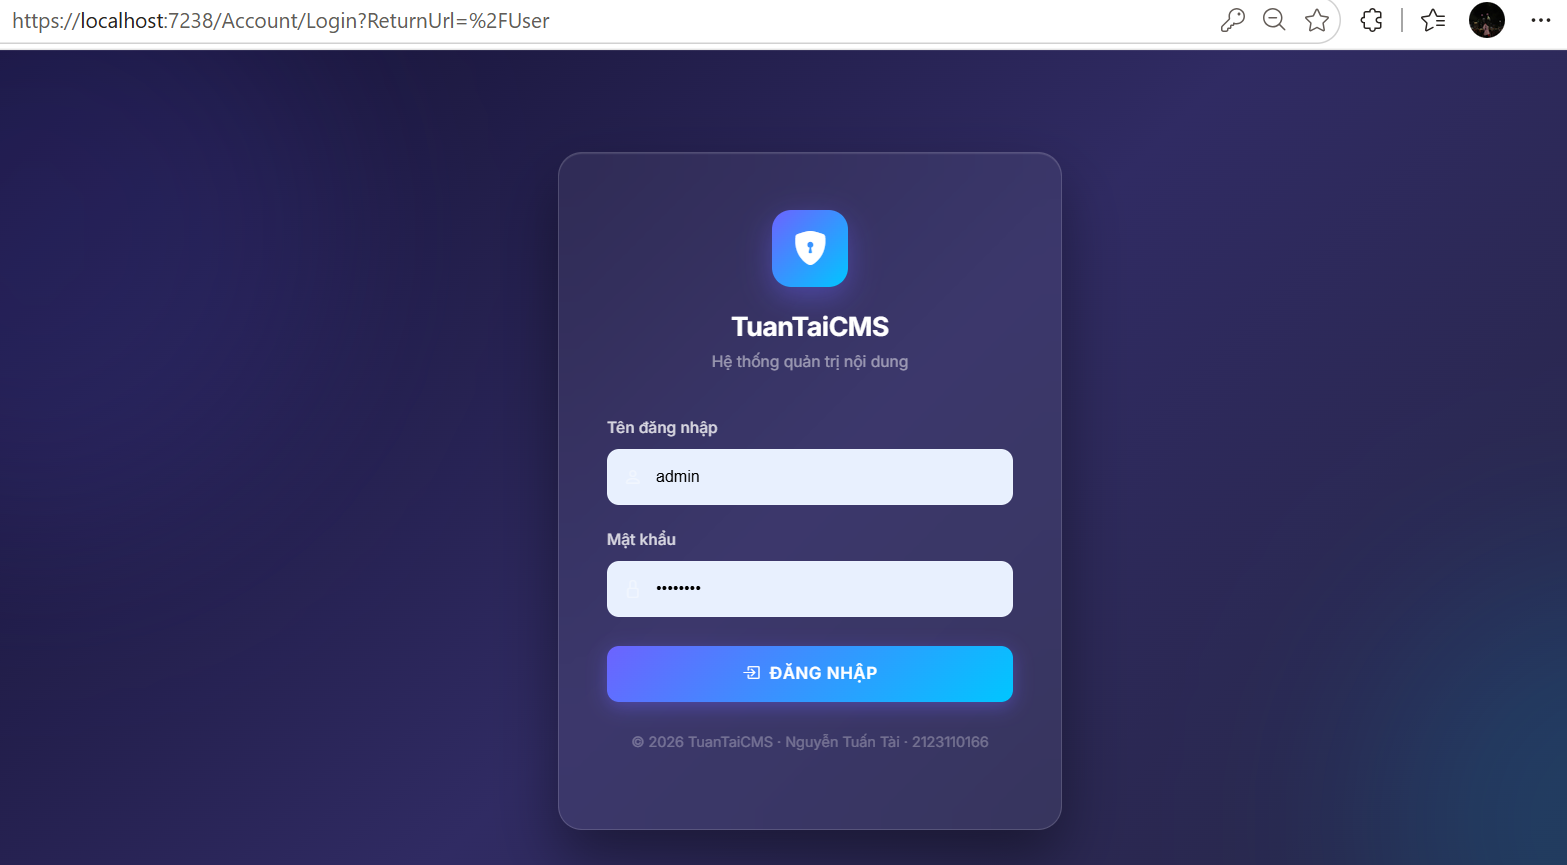 https://localhost:7238/Account/Login?ReturnUrl=%2FUser
TuanTaiCMS
Hệ thống quản trị nội dung
Tên đăng nhập
admin
Mật khẩu
••••••••
ĐĂNG NHẬP
© 2026 TuanTaiCMS · Nguyễn Tuấn Tài · 2123110166